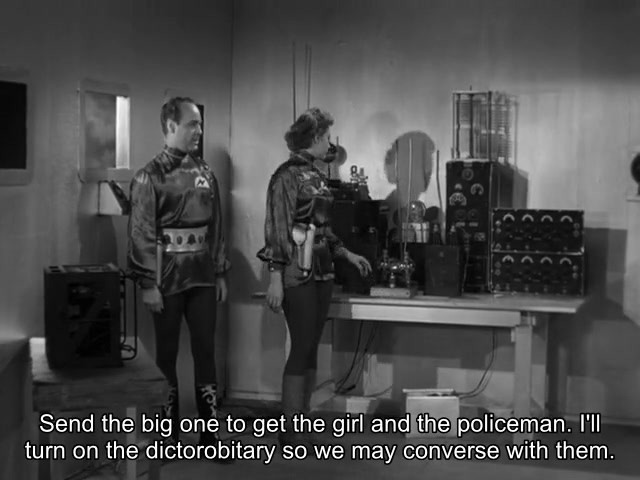 Send the big one to get the girl and the policeman. I'll
turn on the dictorobitary so we may converse with them.